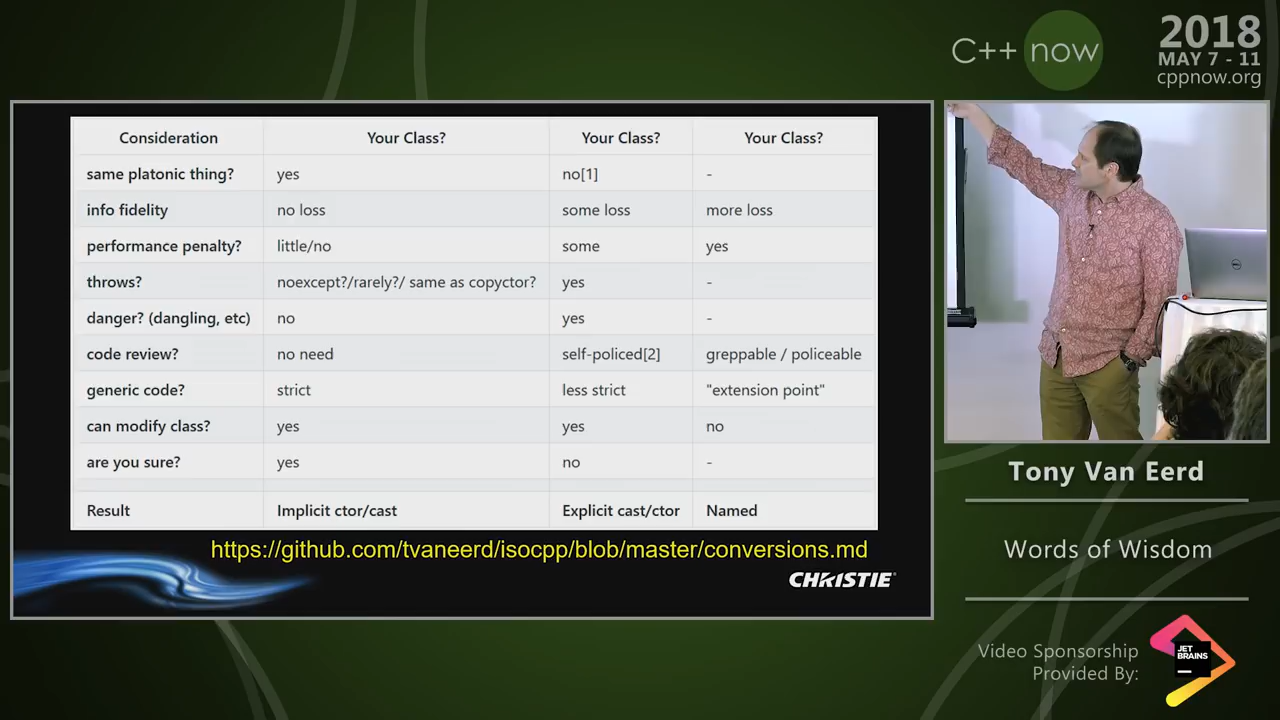 C++ now
2018
MAY 7 - 11
cppnow.org
Consideration Your Class? Your Class? Your Class?
same platonic thing? yes no[1] -
info fidelity no loss some loss more loss
performance penalty? little/no some yes
throws? noexcept?/rarely?/ same as copyctor? yes -
danger? (dangling, etc) no yes -
code review? no need self-policed[2] greppable / policeable
generic code? strict less strict "extension point"
can modify class? yes yes no
are you sure? yes no -
Result Implicit ctor/cast Explicit cast/ctor Named
https://github.com/tvaneerd/isocpp/blob/master/conversions.md
CHRISTIE
Tony Van Eerd
Words of Wisdom
Video Sponsorship
Provided By:
JET
BRAINS